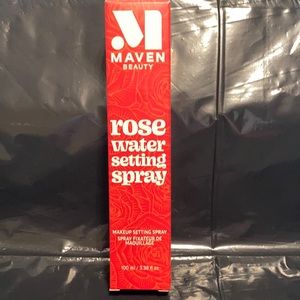 M
MAVEN
BEAUTY
rose
water
setting
spray
MAKEUP SETTING SPRAY
SPRAY FIXATEUR DE
MAQUILLAGE
100 ml / 3.38 fl oz